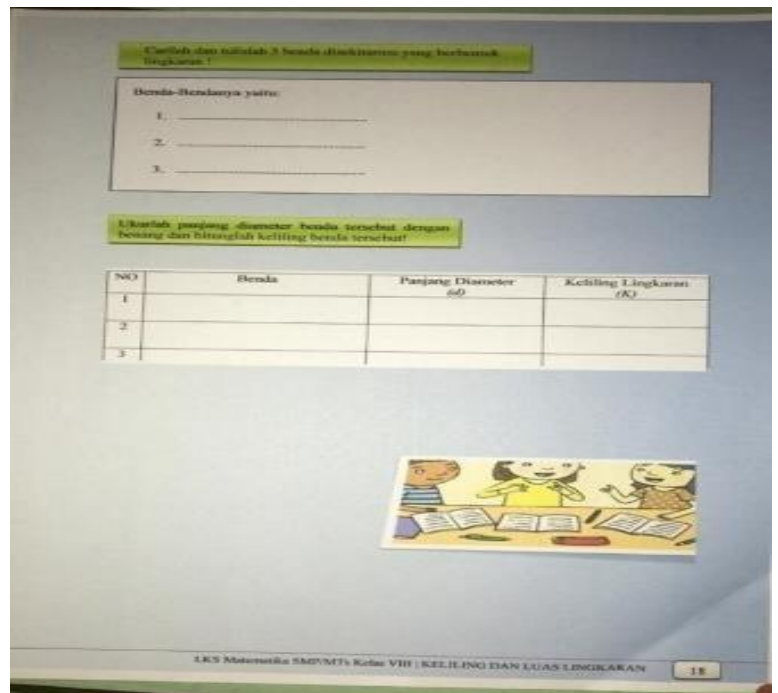 Carilah dan tulislah 3 benda disekitarmu yang berbentuk
lingkaran !
Benda-Bendanya yaitu:
1.
2.
3.
Ukurlah panjang diameter benda tersebut dengan
benang dan hitunglah keliling benda tersebut!
NO Benda Panjang Diameter (d) Keliling Lingkaran (K)
1
2
3
LKS Matematika SMP/MTs Kelas VIII | KELILING DAN LUAS LINGKARAN 18